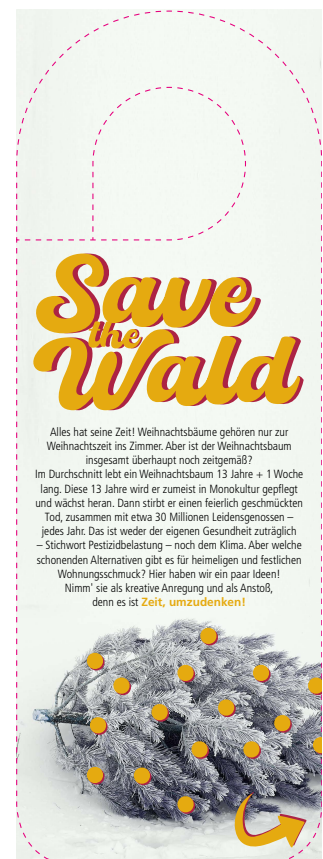 Save
the
Wald
Alles hat seine Zeit! Weihnachtsbäume gehören nur zur
Weihnachtszeit ins Zimmer. Aber ist der Weihnachtsbaum
insgesamt überhaupt noch zeitgemäß?
Im Durchschnitt lebt ein Weihnachtsbaum 13 Jahre + 1 Woche
lang. Diese 13 Jahre wird er zumeist in Monokultur gepflegt
und wächst heran. Dann stirbt er einen feierlich geschmückten
Tod, zusammen mit etwa 30 Millionen Leidensgenossen –
jedes Jahr. Das ist weder der eigenen Gesundheit zuträglich
– Stichwort Pestizidbelastung – noch dem Klima. Aber welche
schonenden Alternativen gibt es für heimeligen und festlichen
Wohnungsschmuck? Hier haben wir ein paar Ideen!
Nimm' sie als kreative Anregung und als Anstoß,
denn es ist Zeit, umzudenken!